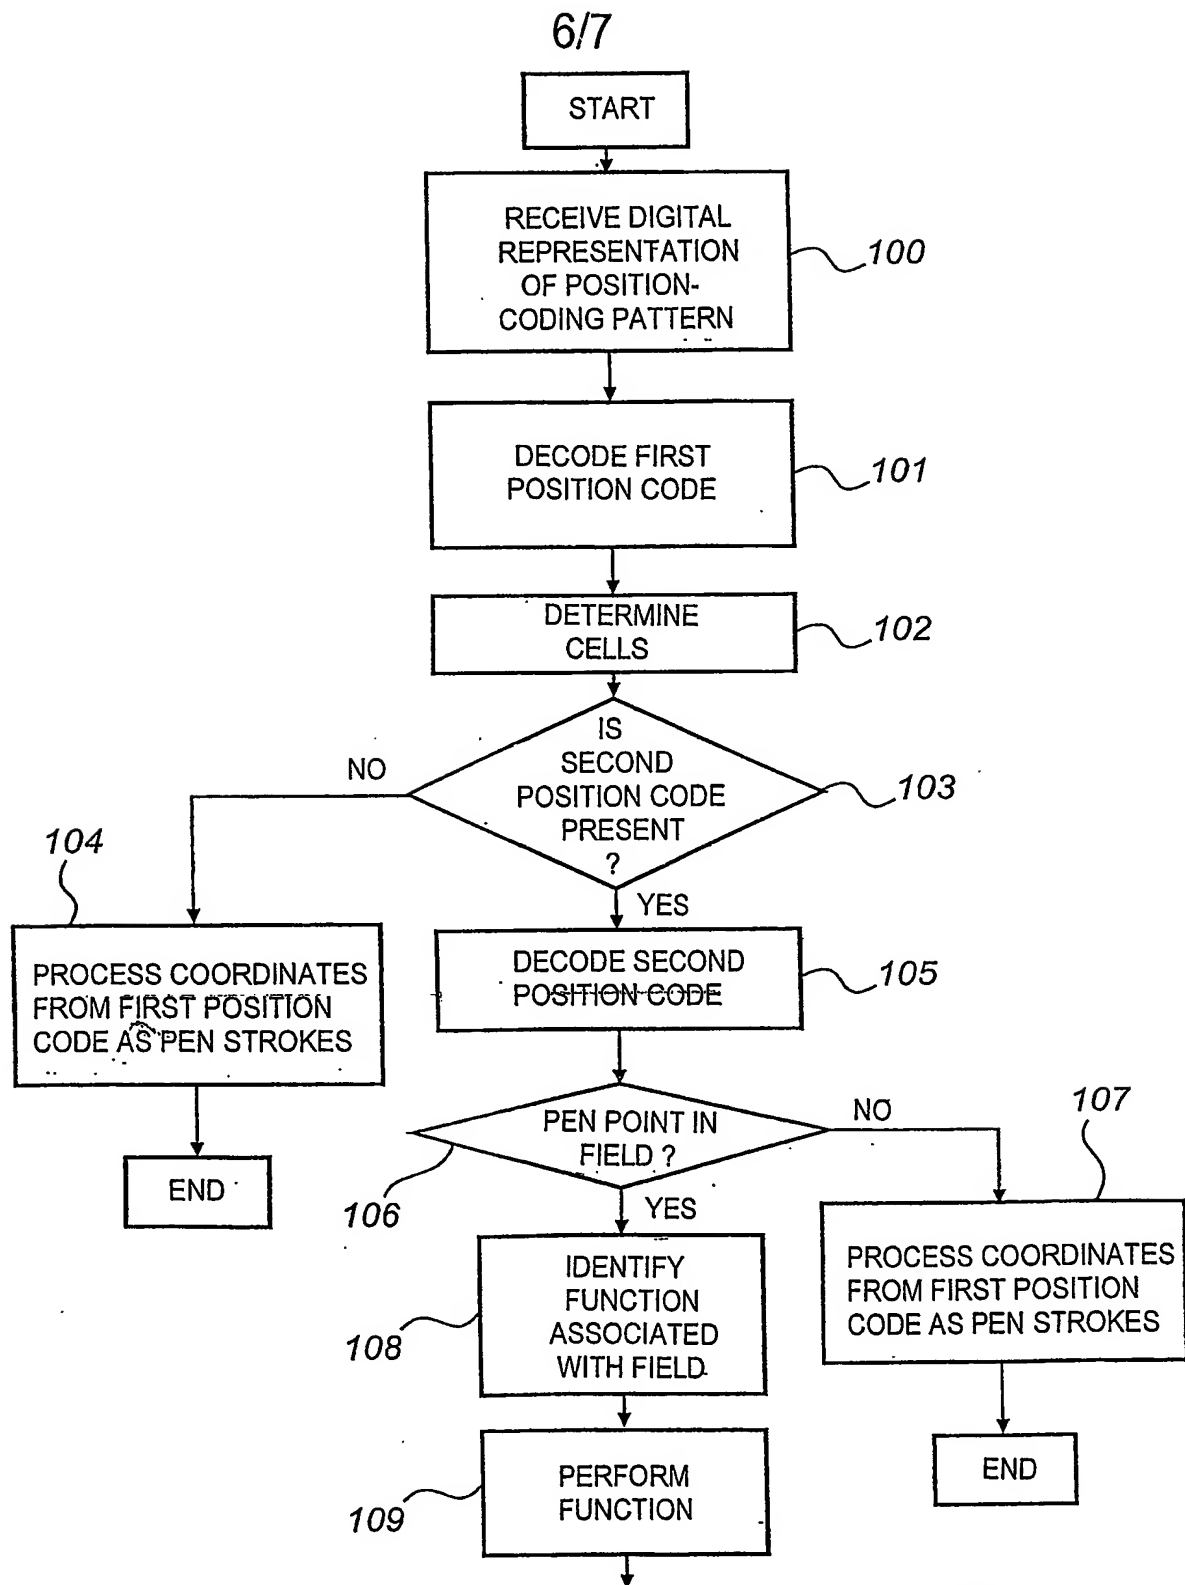 6/7
START
RECEIVE DIGITAL
REPRESENTATION
OF POSITION-
CODING PATTERN
100
DECODE FIRST
POSITION CODE
101
DETERMINE
CELLS
102
IS
SECOND
POSITION CODE
PRESENT
?
103
NO
YES
104
PROCESS COORDINATES
FROM FIRST POSITION
CODE AS PEN STROKES
END
DECODE SECOND
POSITION CODE
105
PEN POINT IN
FIELD ?
106
NO
YES
107
PROCESS COORDINATES
FROM FIRST POSITION
CODE AS PEN STROKES
END
IDENTIFY
FUNCTION
ASSOCIATED
WITH FIELD
108
PERFORM
FUNCTION
109